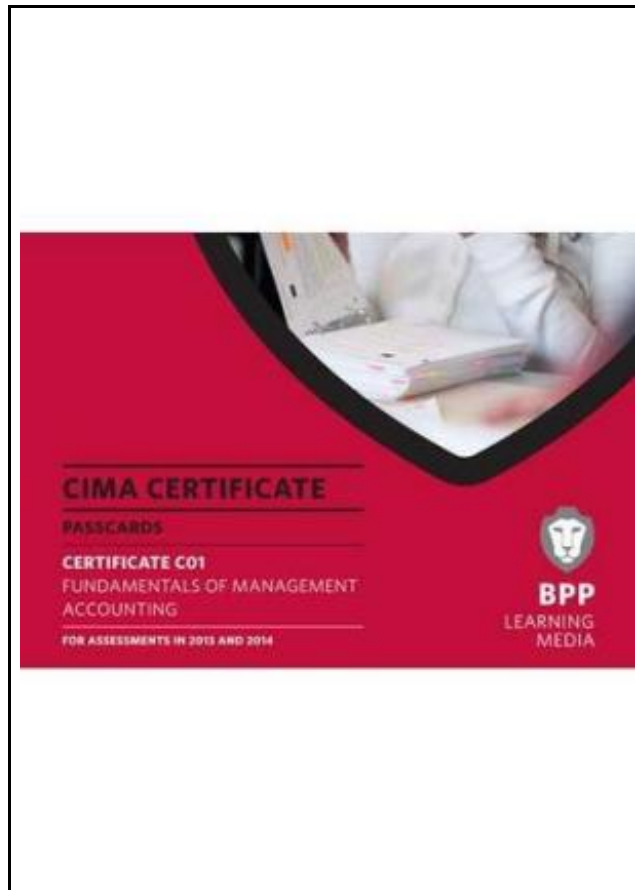 CIMA CERTIFICATE
PASSCARDS
CERTIFICATE C01
FUNDAMENTALS OF MANAGEMENT
ACCOUNTING
FOR ASSESSMENTS IN 2013 AND 2014
BPP
LEARNING
MEDIA